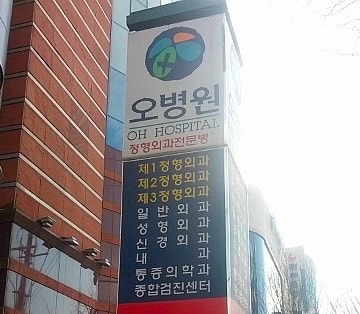 오병원
OH HOSPITAL
정형외과전문병
제1정형외과
제2정형외과
제3정형외과
일반외과
성형외과
신경외과
내과
통증의학과
종합검진센터